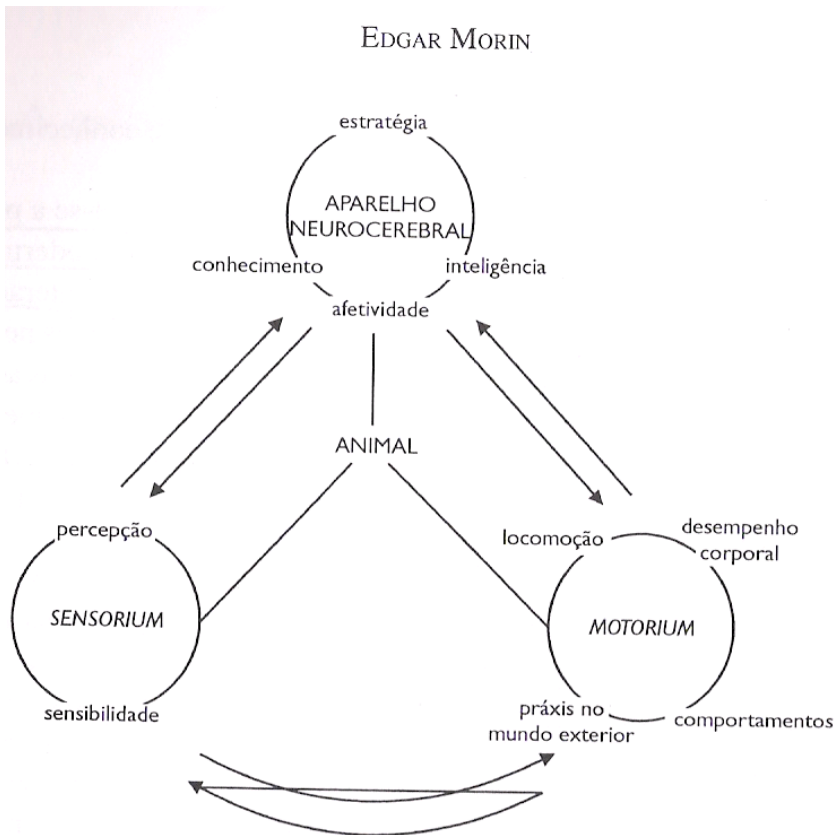 EDGAR MORIN
estratégia
APARELHO
NEUROCEREBRAL
conhecimento
inteligência
afetividade
ANIMAL
percepção
SENSORIUM
sensibilidade
locomoção
desempenho
corporal
MOTORIUM
práxis no
mundo exterior
comportamentos